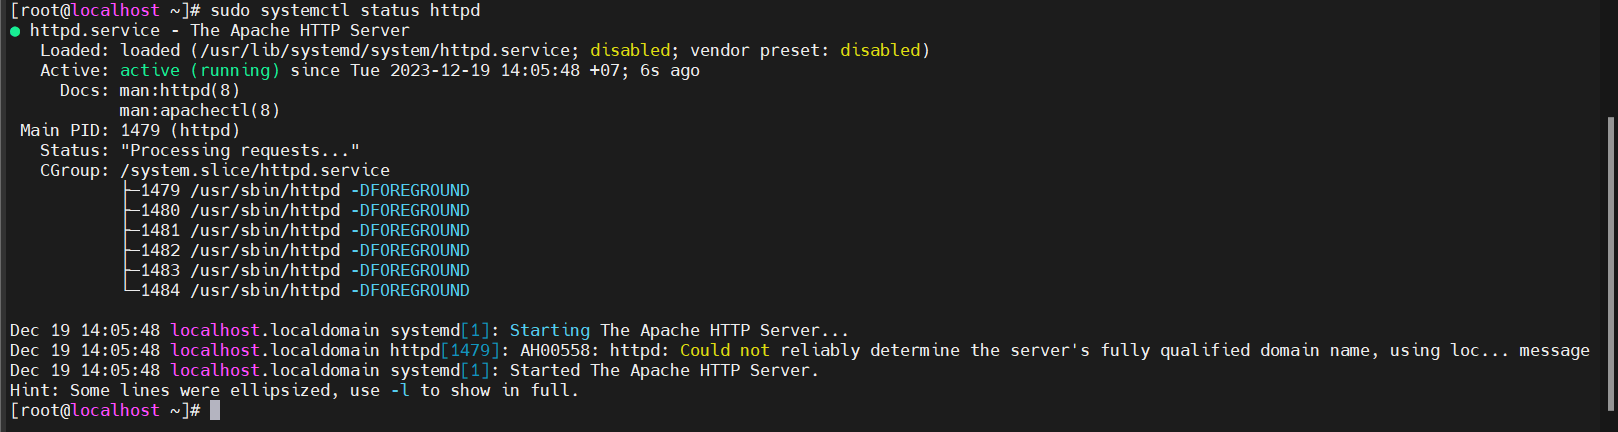 [root@localhost ~]# sudo systemctl status httpd
● httpd.service - The Apache HTTP Server
   Loaded: loaded (/usr/lib/systemd/system/httpd.service; disabled; vendor preset: disabled)
   Active: active (running) since Tue 2023-12-19 14:05:48 +07; 6s ago
     Docs: man:httpd(8)
           man:apachectl(8)
 Main PID: 1479 (httpd)
   Status: "Processing requests..."
   CGroup: /system.slice/httpd.service
           ├─1479 /usr/sbin/httpd -DFOREGROUND
           ├─1480 /usr/sbin/httpd -DFOREGROUND
           ├─1481 /usr/sbin/httpd -DFOREGROUND
           ├─1482 /usr/sbin/httpd -DFOREGROUND
           ├─1483 /usr/sbin/httpd -DFOREGROUND
           └─1484 /usr/sbin/httpd -DFOREGROUND

Dec 19 14:05:48 localhost.localdomain systemd[1]: Starting The Apache HTTP Server...
Dec 19 14:05:48 localhost.localdomain httpd[1479]: AH00558: httpd: Could not reliably determine the server's fully qualified domain name, using loc... message
Dec 19 14:05:48 localhost.localdomain systemd[1]: Started The Apache HTTP Server.
Hint: Some lines were ellipsized, use -l to show in full.
[root@localhost ~]#